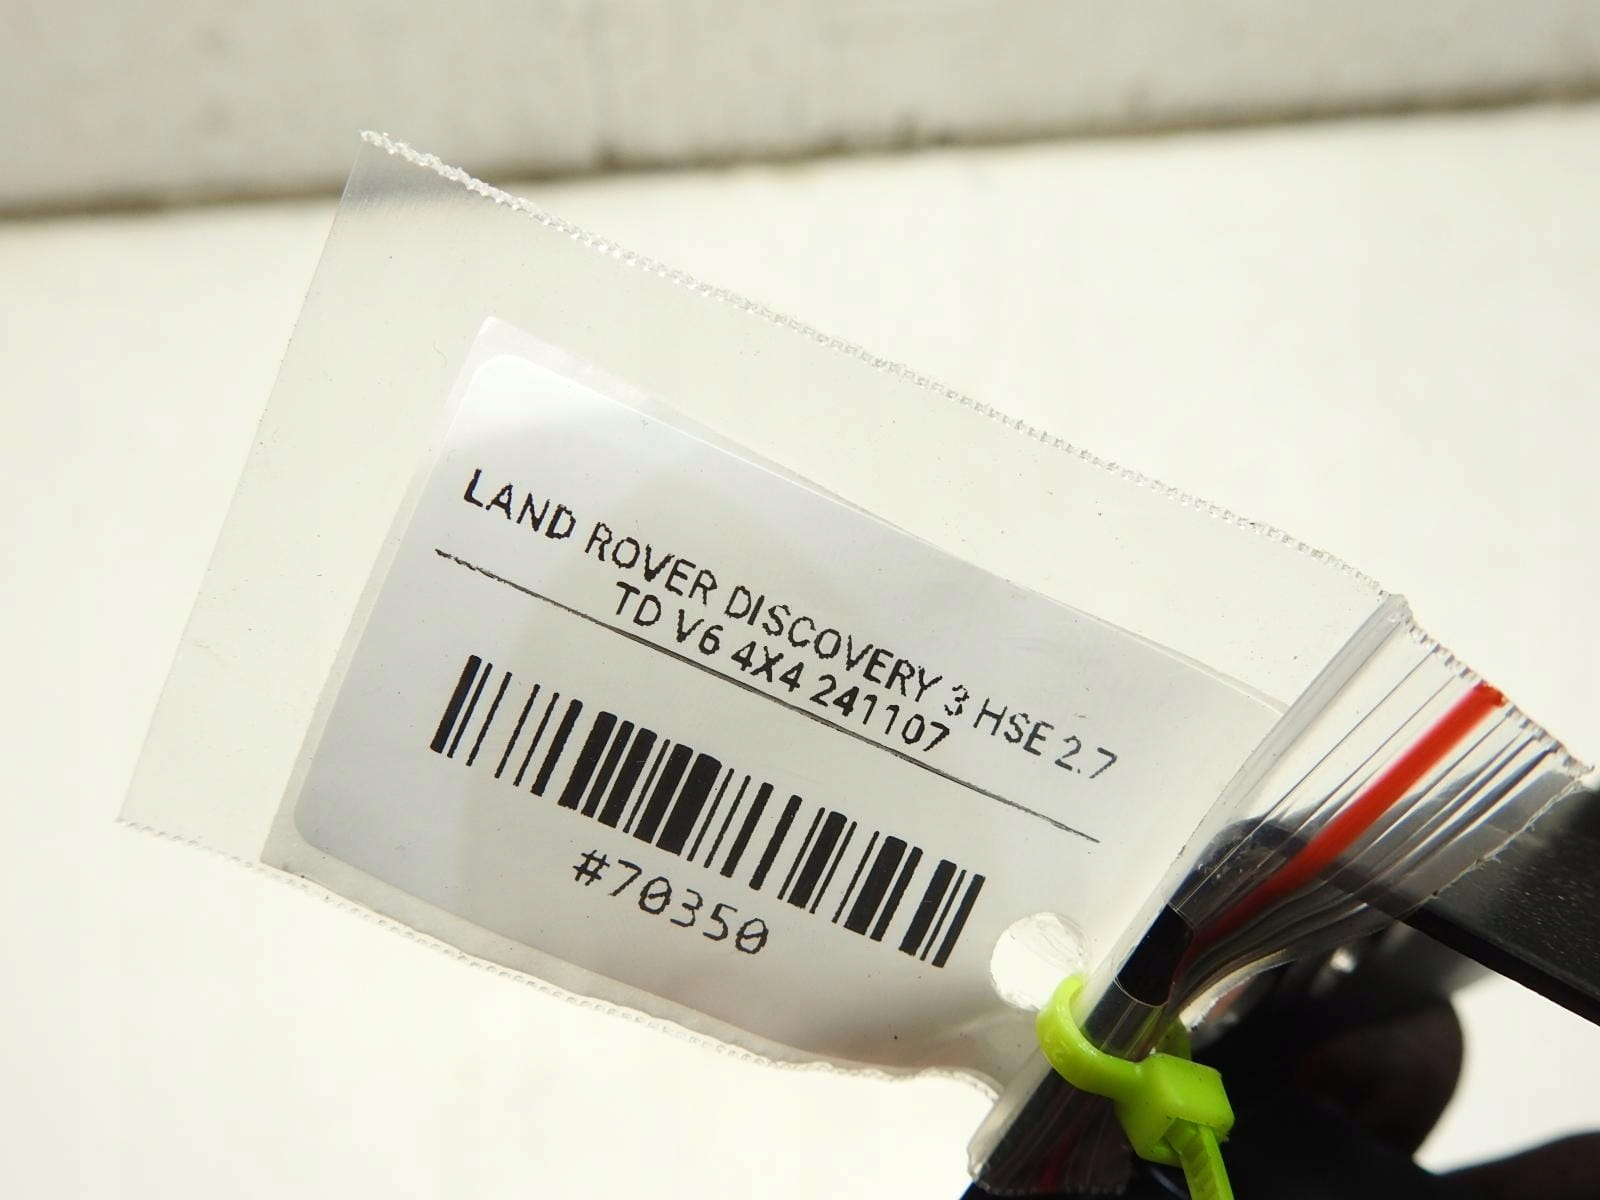 LAND ROVER DISCOVERY 3 HSE 2.7
TD V6 4X4 241107
#70350